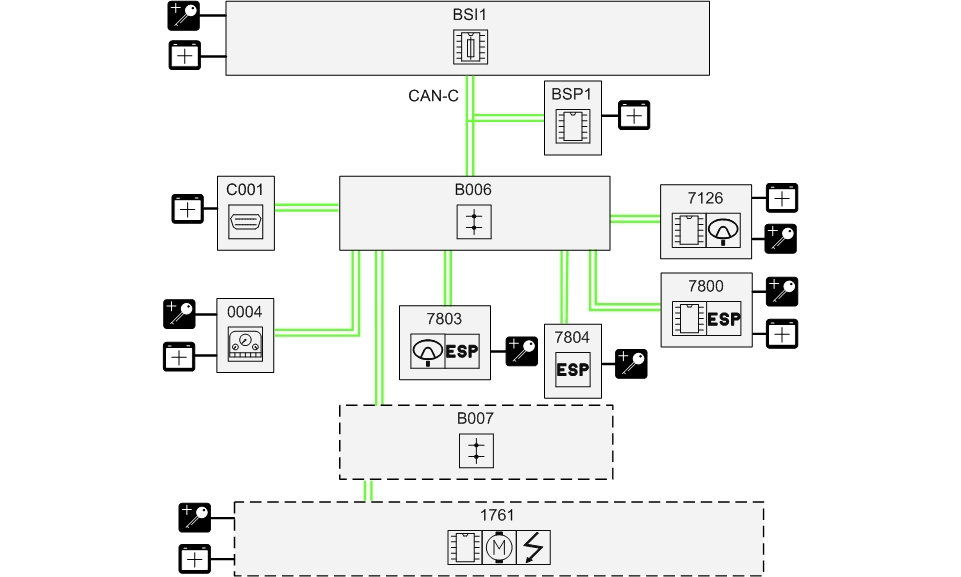 BSI1
CAN-C
BSP1
C001
B006
7126
0004
7803
ESP
7804
ESP
7800
ESP
B007
1761
M